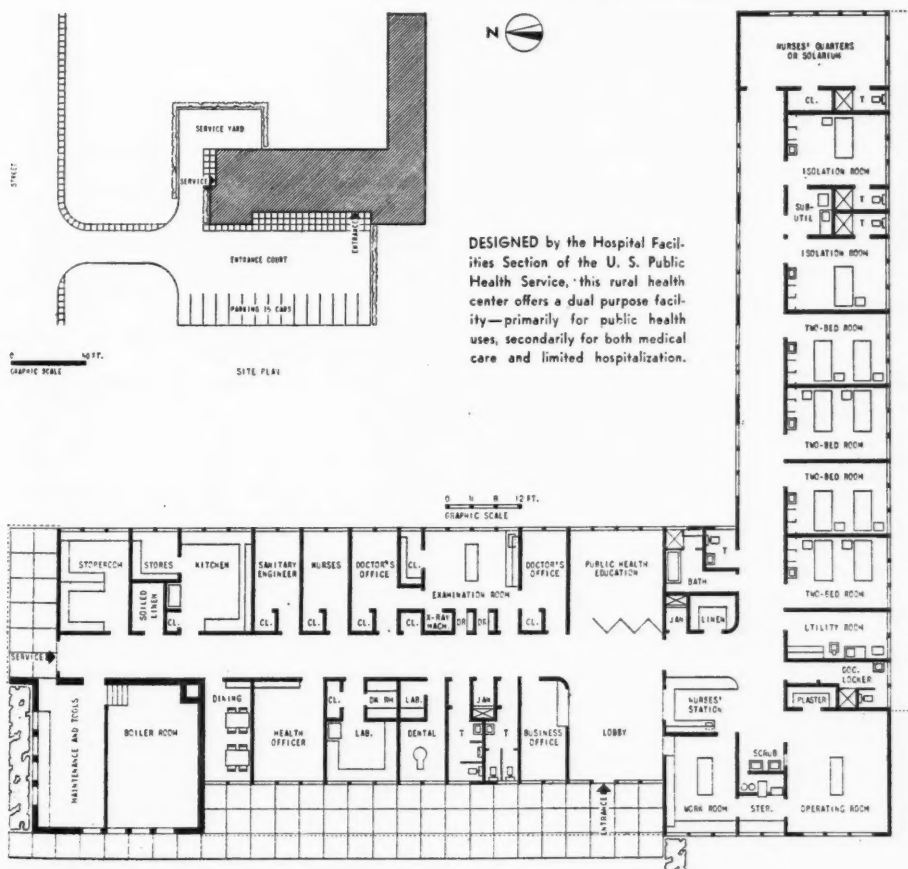 N
NURSES' QUARTERS
OR SOLARIUM
CL.
T
SERVICE YARD
STREET
SERVICE
ENTRANCE
ENTRANCE COURT
PARKING 15 CARS
0 40 FT.
GRAPHIC SCALE
SITE PLAN
ISOLATION ROOM
SUB-
UTIL
T
T
ISOLATION ROOM
DESIGNED by the Hospital Facil-
ities Section of the U. S. Public
Health Service, this rural health
center offers a dual purpose facil-
ity—primarily for public health
uses, secondarily for both medical
care and limited hospitalization.
TWO-BED ROOM
TWO-BED ROOM
TWO-BED ROOM
TWO-BED ROOM
0 4 8 12 FT.
GRAPHIC SCALE
STOREROOM
STORES
KITCHEN
SOILED
LINEN
CL.
SANITARY
ENGINEER
CL.
NURSES
CL.
DOCTOR'S
OFFICE
CL.
CL.
EXAMINATION ROOM
CL.
X-RAY
MACH
DR
DR
DOCTOR'S
OFFICE
CL.
PUBLIC HEALTH
EDUCATION
T
BATH
JAN
LINEN
UTILITY ROOM
DOC.
LOCKER
PLASTER
SERVICE
MAINTENANCE AND TOOLS
BOILER ROOM
DINING
HEALTH
OFFICER
CL.
DK RM
LAB.
LAB.
DENTAL
T
JAN
T
BUSINESS
OFFICE
LOBBY
ENTRANCE
NURSES'
STATION
WORK ROOM
SCRUB
STER.
OPERATING ROOM